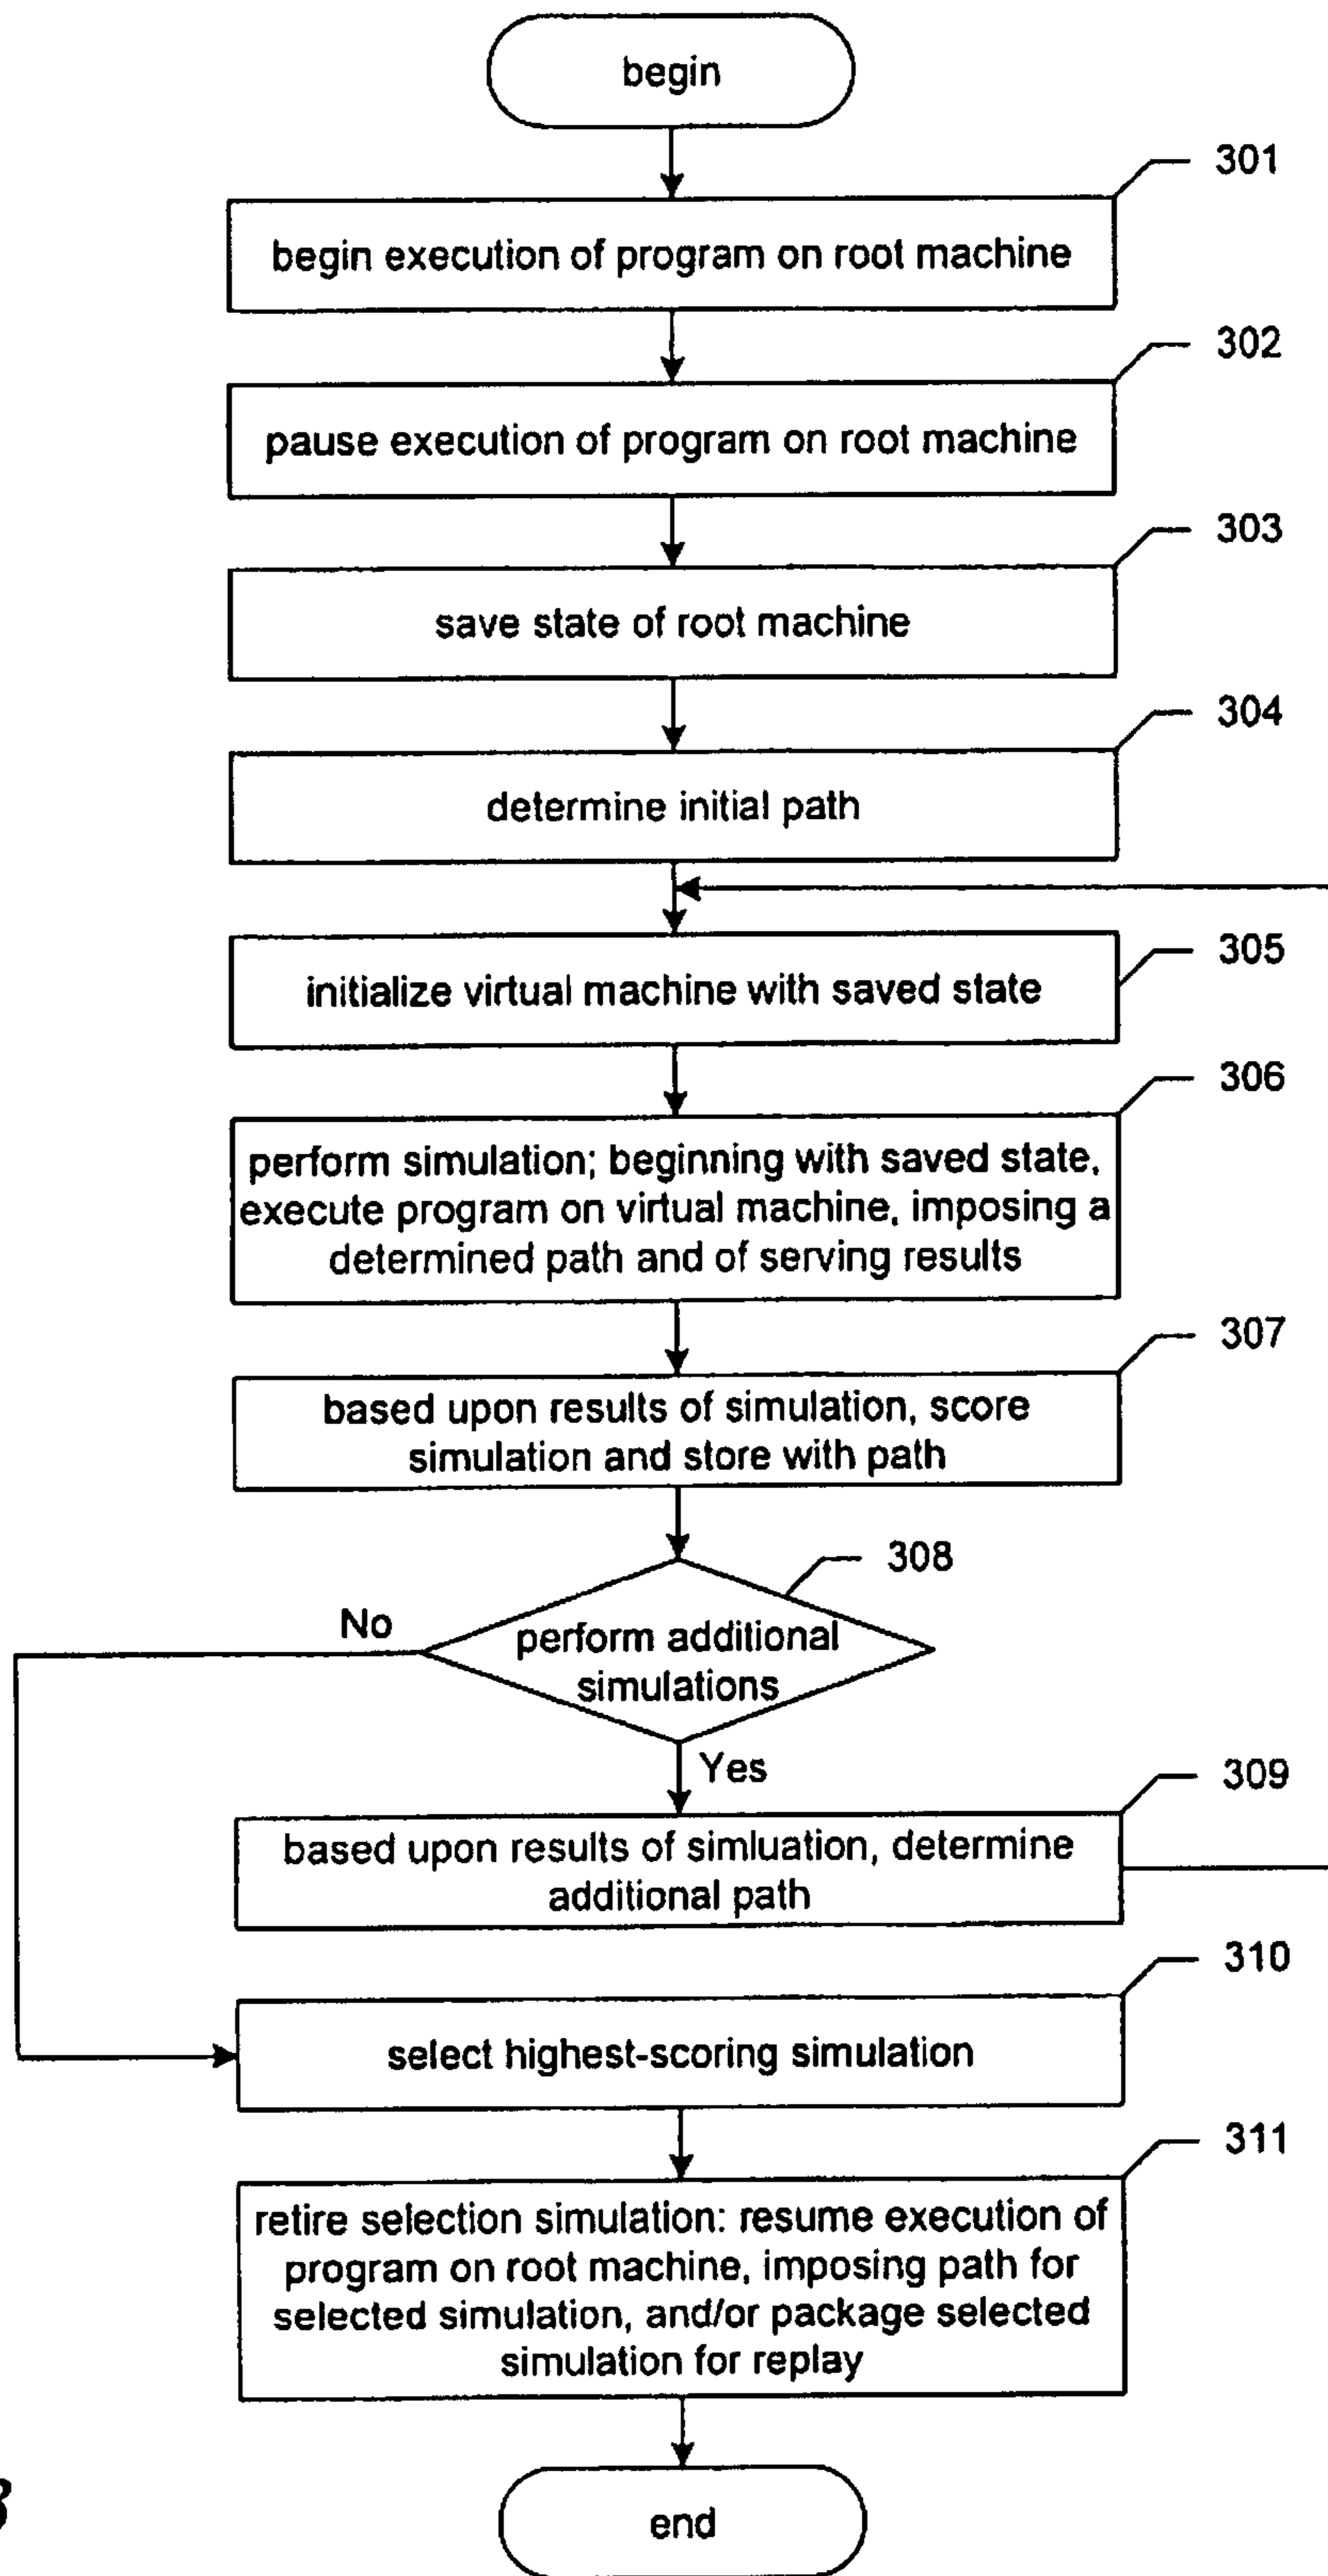 begin
301
begin execution of program on root machine
302
pause execution of program on root machine
303
save state of root machine
304
determine initial path
305
initialize virtual machine with saved state
306
perform simulation; beginning with saved state,
execute program on virtual machine, imposing a
determined path and of serving results
307
based upon results of simulation, score
simulation and store with path
308
No
perform additional
simulations
Yes
309
based upon results of simluation, determine
additional path
310
select highest-scoring simulation
311
retire selection simulation: resume execution of
program on root machine, imposing path for
selected simulation, and/or package selected
simulation for replay
end